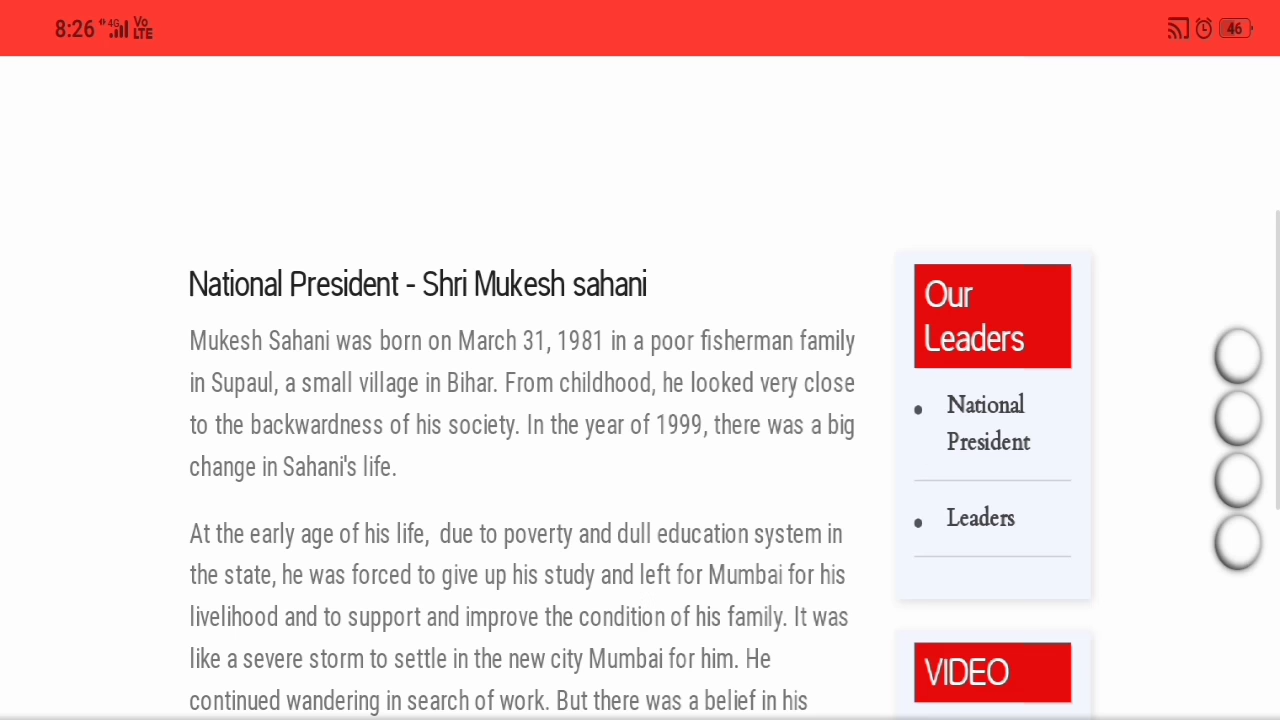 8:26 4G Vo LTE 46
National President - Shri Mukesh sahani
Mukesh Sahani was born on March 31, 1981 in a poor fisherman family
in Supaul, a small village in Bihar. From childhood, he looked very close
to the backwardness of his society. In the year of 1999, there was a big
change in Sahani's life.
At the early age of his life, due to poverty and dull education system in
the state, he was forced to give up his study and left for Mumbai for his
livelihood and to support and improve the condition of his family. It was
like a severe storm to settle in the new city Mumbai for him. He
continued wandering in search of work. But there was a belief in his
Our
Leaders
• National
President
• Leaders
VIDEO